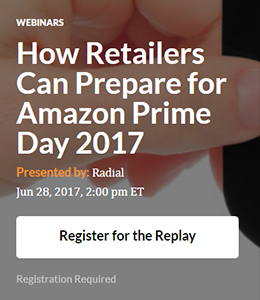 WEBINARS
How Retailers
Can Prepare for
Amazon Prime
Day 2017
Presented by: Radial
Jun 28, 2017, 2:00 pm ET
Register for the Replay
Registration Required